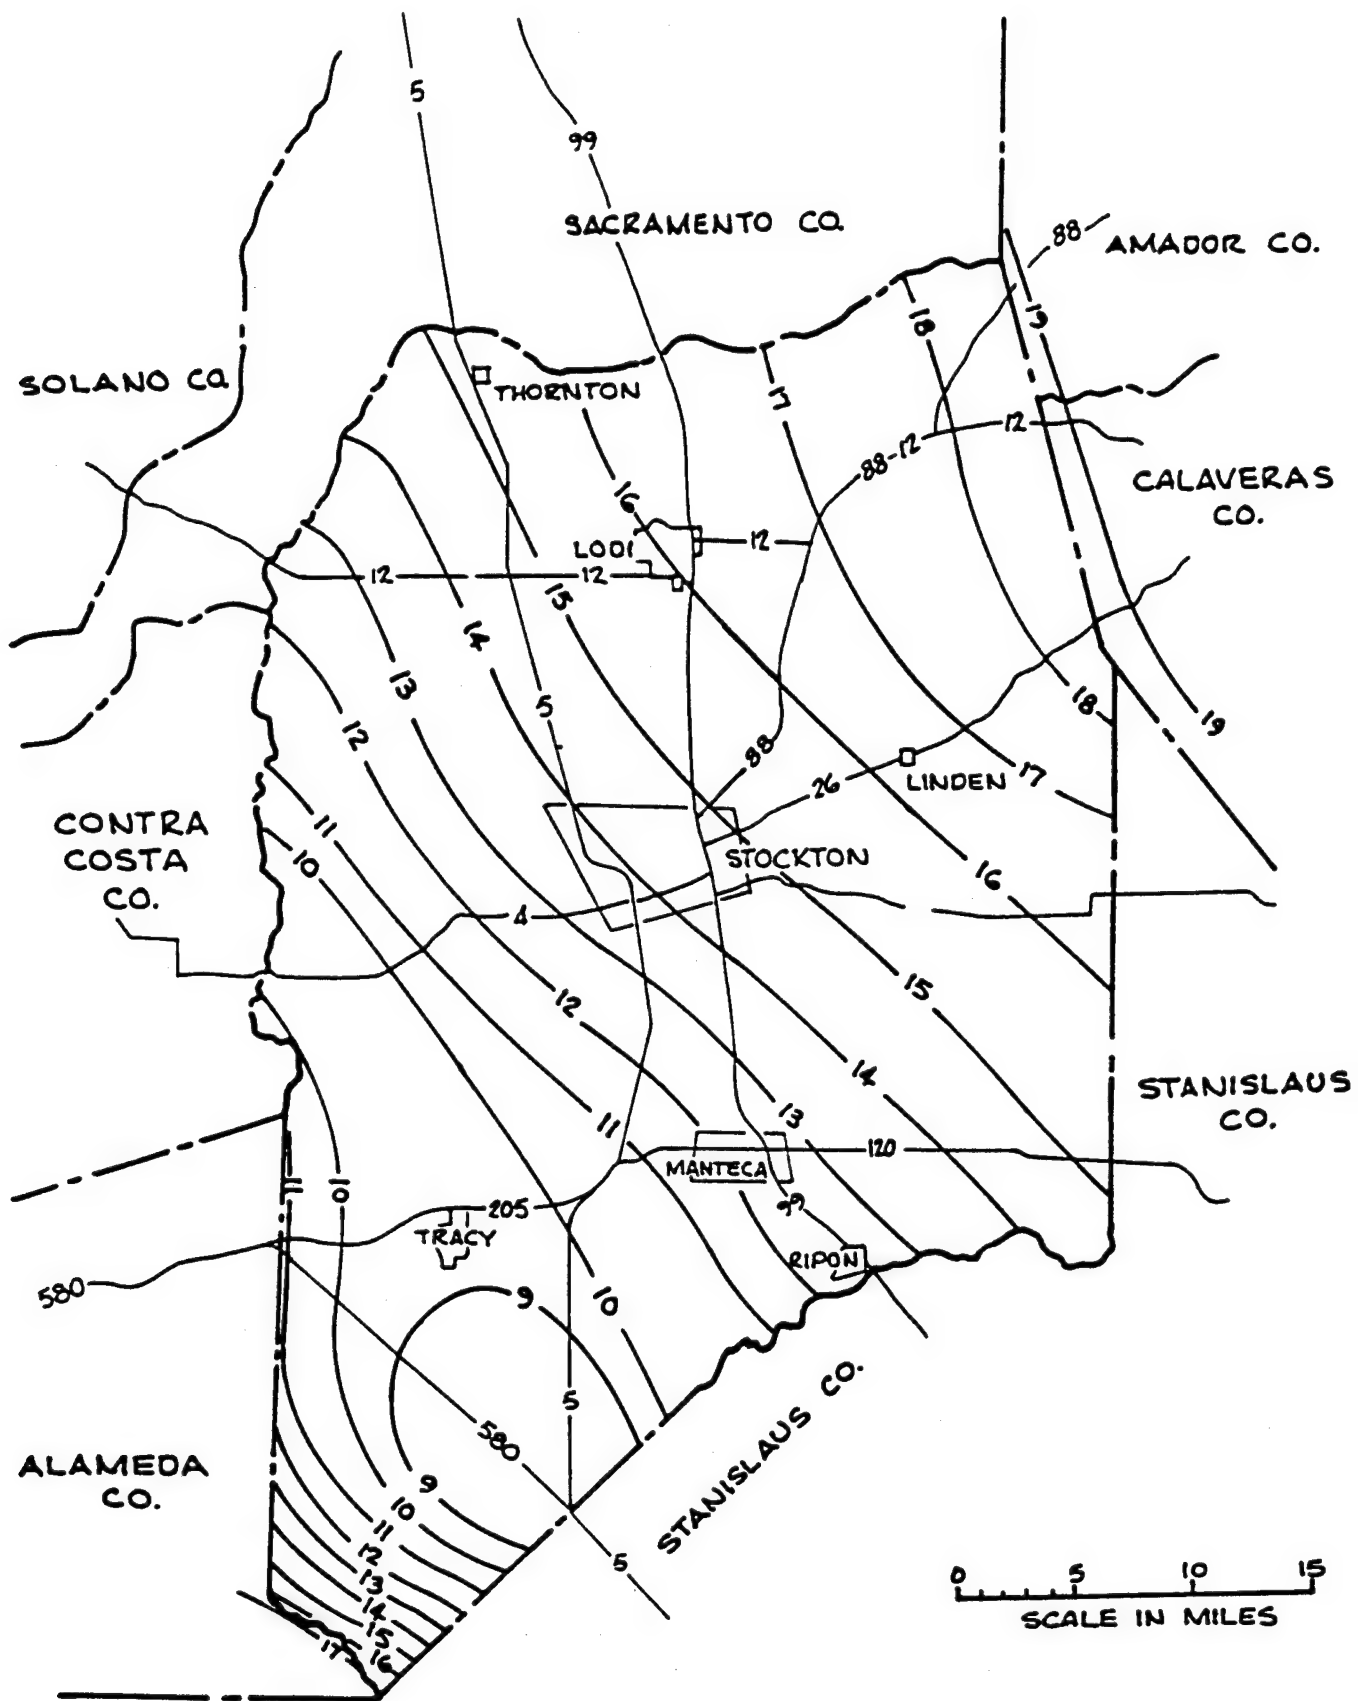 5
99
SACRAMENTO CO.
88
AMADOR CO.
18
19
SOLANO CO.
THORNTON
17
12
88-12
CALAVERAS
CO.
16
LODI
12
12
12
15
14
13
12
5
18
19
88
26
LINDEN
17
11
10
CONTRA
COSTA
CO.
STOCKTON
16
4
12
15
14
STANISLAUS
CO.
11
13
120
MANTECA
11
10
205
99
TRACY
RIPON
580
9
10
5
STANISLAUS CO.
580
ALAMEDA
CO.
9
10
11
12
13
14
15
16
17
5
0 5 10 15
SCALE IN MILES